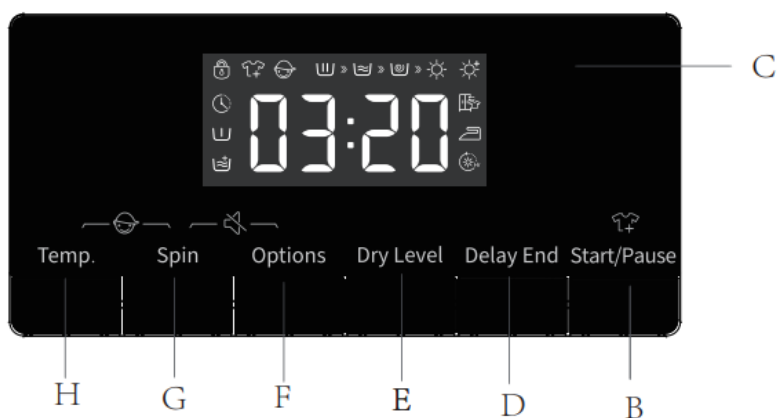 C
03:20
Temp. Spin Options Dry Level Delay End Start/Pause
H G F E D B